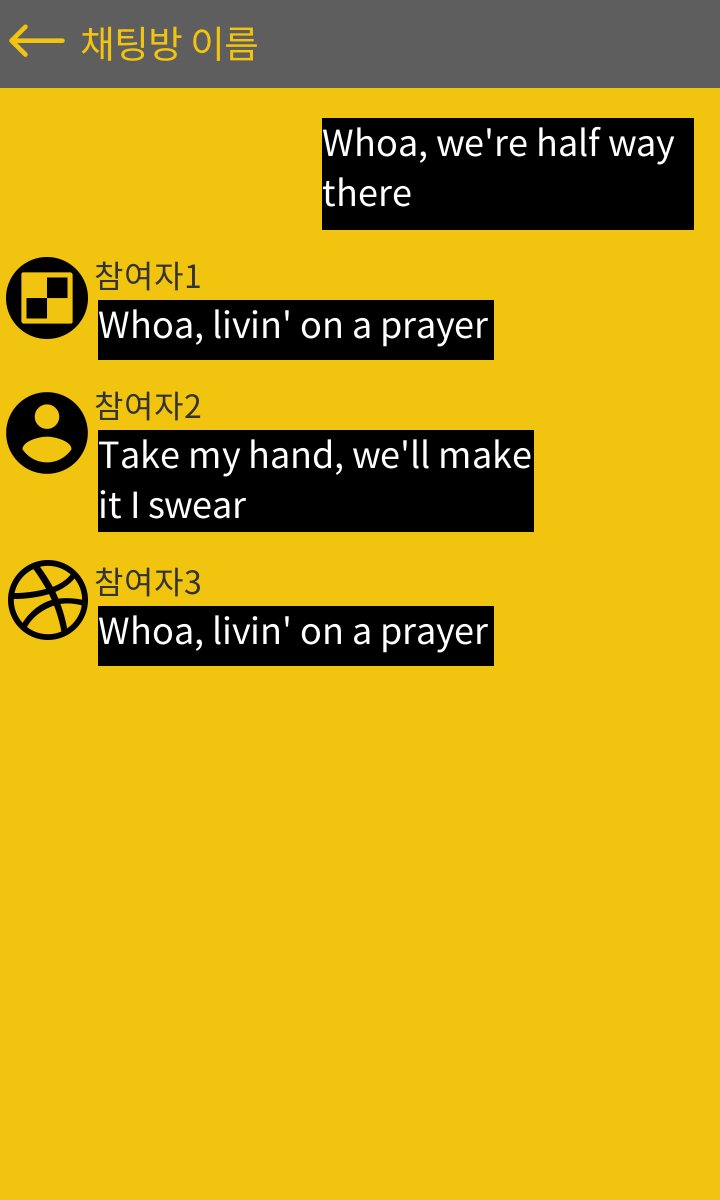 채팅방 이름
Whoa, we're half way
there
참여자1
Whoa, livin' on a prayer
참여자2
Take my hand, we'll make
it I swear
참여자3
Whoa, livin' on a prayer